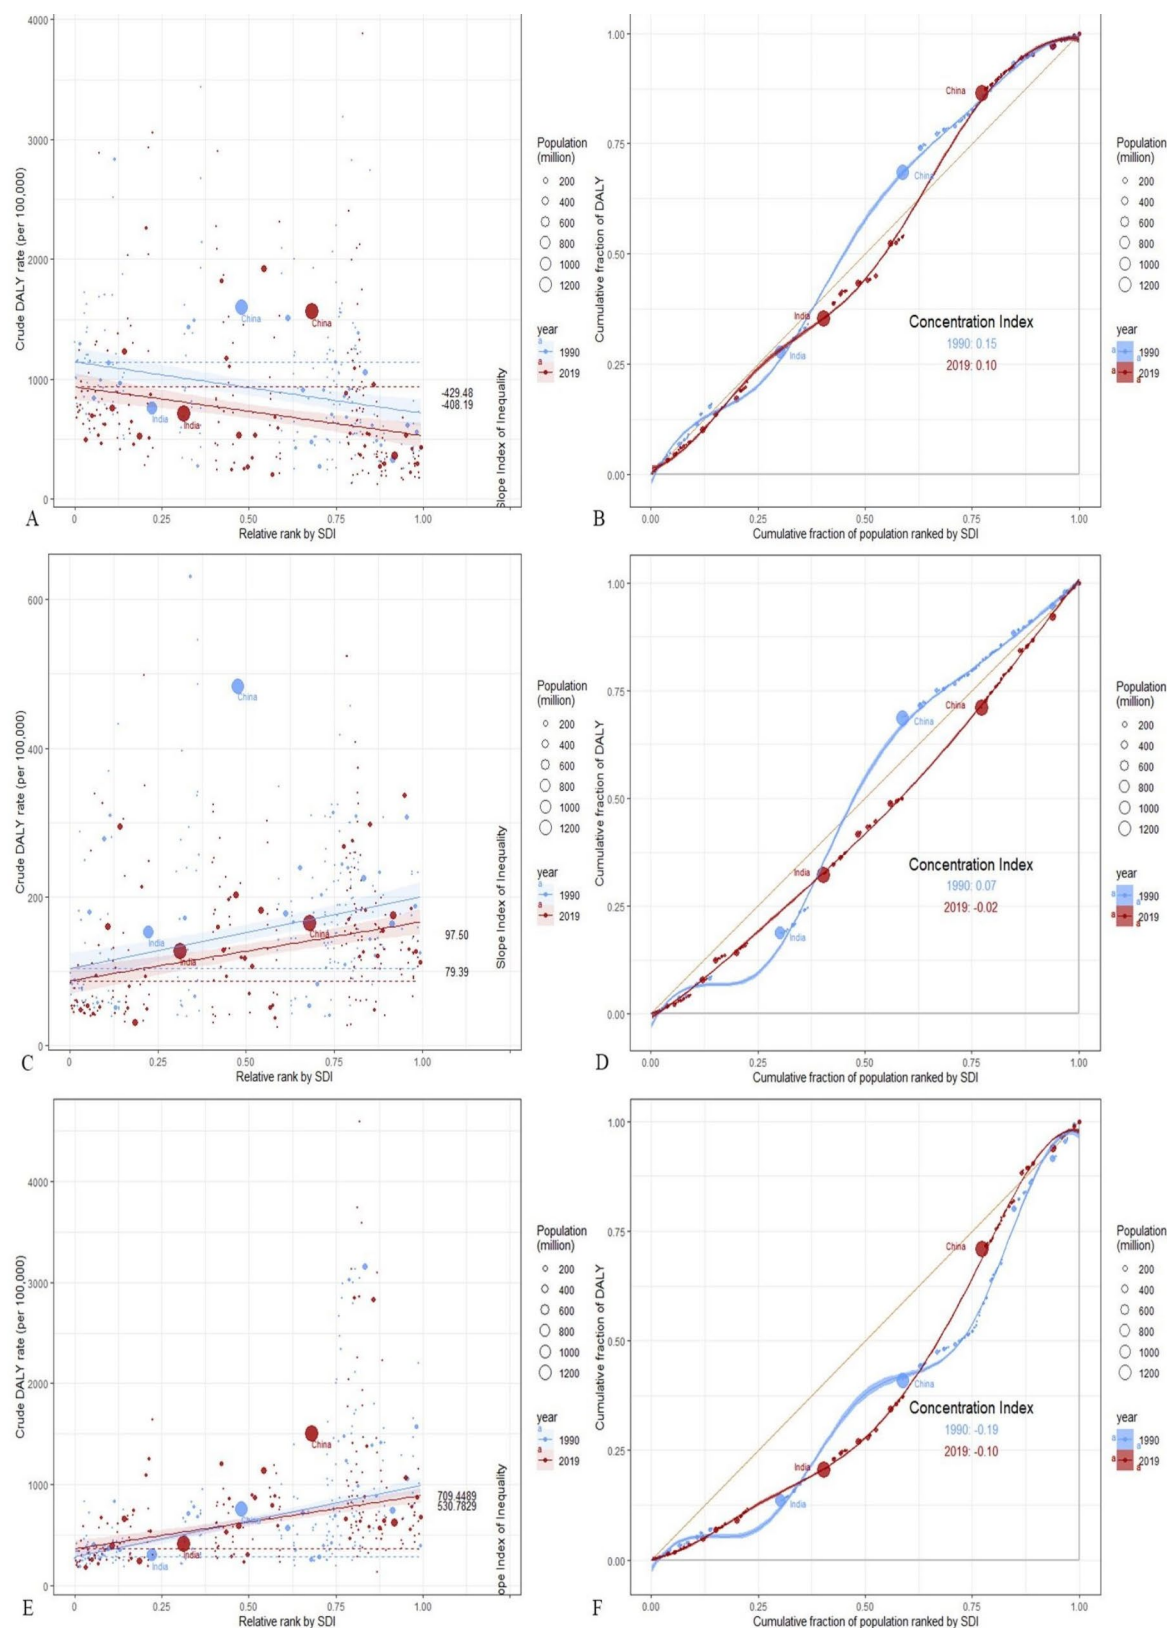 4000
3000
2000
1000
0
Crude DALY rate (per 100,000)
China
China
India
India
-429.48
-408.19
Slope Index of Inequality
0
0.25
0.50
0.75
1.00
Relative rank by SDI
A
Population
(million)
200
400
600
800
1000
1200
year
a
1990
a
2019
1.00
0.75
0.50
0.25
0.00
Cumulative fraction of DALY
China
China
India
India
Concentration Index
1990: 0.15
2019: 0.10
0.00
0.25
0.50
0.75
1.00
Cumulative fraction of population ranked by SDI
B
Population
(million)
200
400
600
800
1000
1200
year
a
1990
a
a
2019
a
600
400
200
0
Crude DALY rate (per 100,000)
China
China
India
India
97.50
79.39
Slope Index of Inequality
0
0.25
0.50
0.75
1.00
Relative rank by SDI
C
Population
(million)
200
400
600
800
1000
1200
year
a
1990
a
2019
1.00
0.75
0.50
0.25
0.00
Cumulative fraction of DALY
China
China
India
India
Concentration Index
1990: 0.07
2019: -0.02
0.00
0.25
0.50
0.75
1.00
Cumulative fraction of population ranked by SDI
D
Population
(million)
200
400
600
800
1000
1200
year
a
1990
a
a
2019
a
4000
3000
2000
1000
0
Crude DALY rate (per 100,000)
China
China
India
India
709.4489
530.7829
ope Index of Inequality
0
0.25
0.50
0.75
1.00
Relative rank by SDI
E
Population
(million)
200
400
600
800
1000
1200
year
a
1990
a
2019
1.00
0.75
0.50
0.25
0.00
Cumulative fraction of DALY
China
China
India
India
Concentration Index
1990: -0.19
2019: -0.10
0.00
0.25
0.50
0.75
1.00
Cumulative fraction of population ranked by SDI
F
Population
(million)
200
400
600
800
1000
1200
year
a
1990
a
a
2019
a